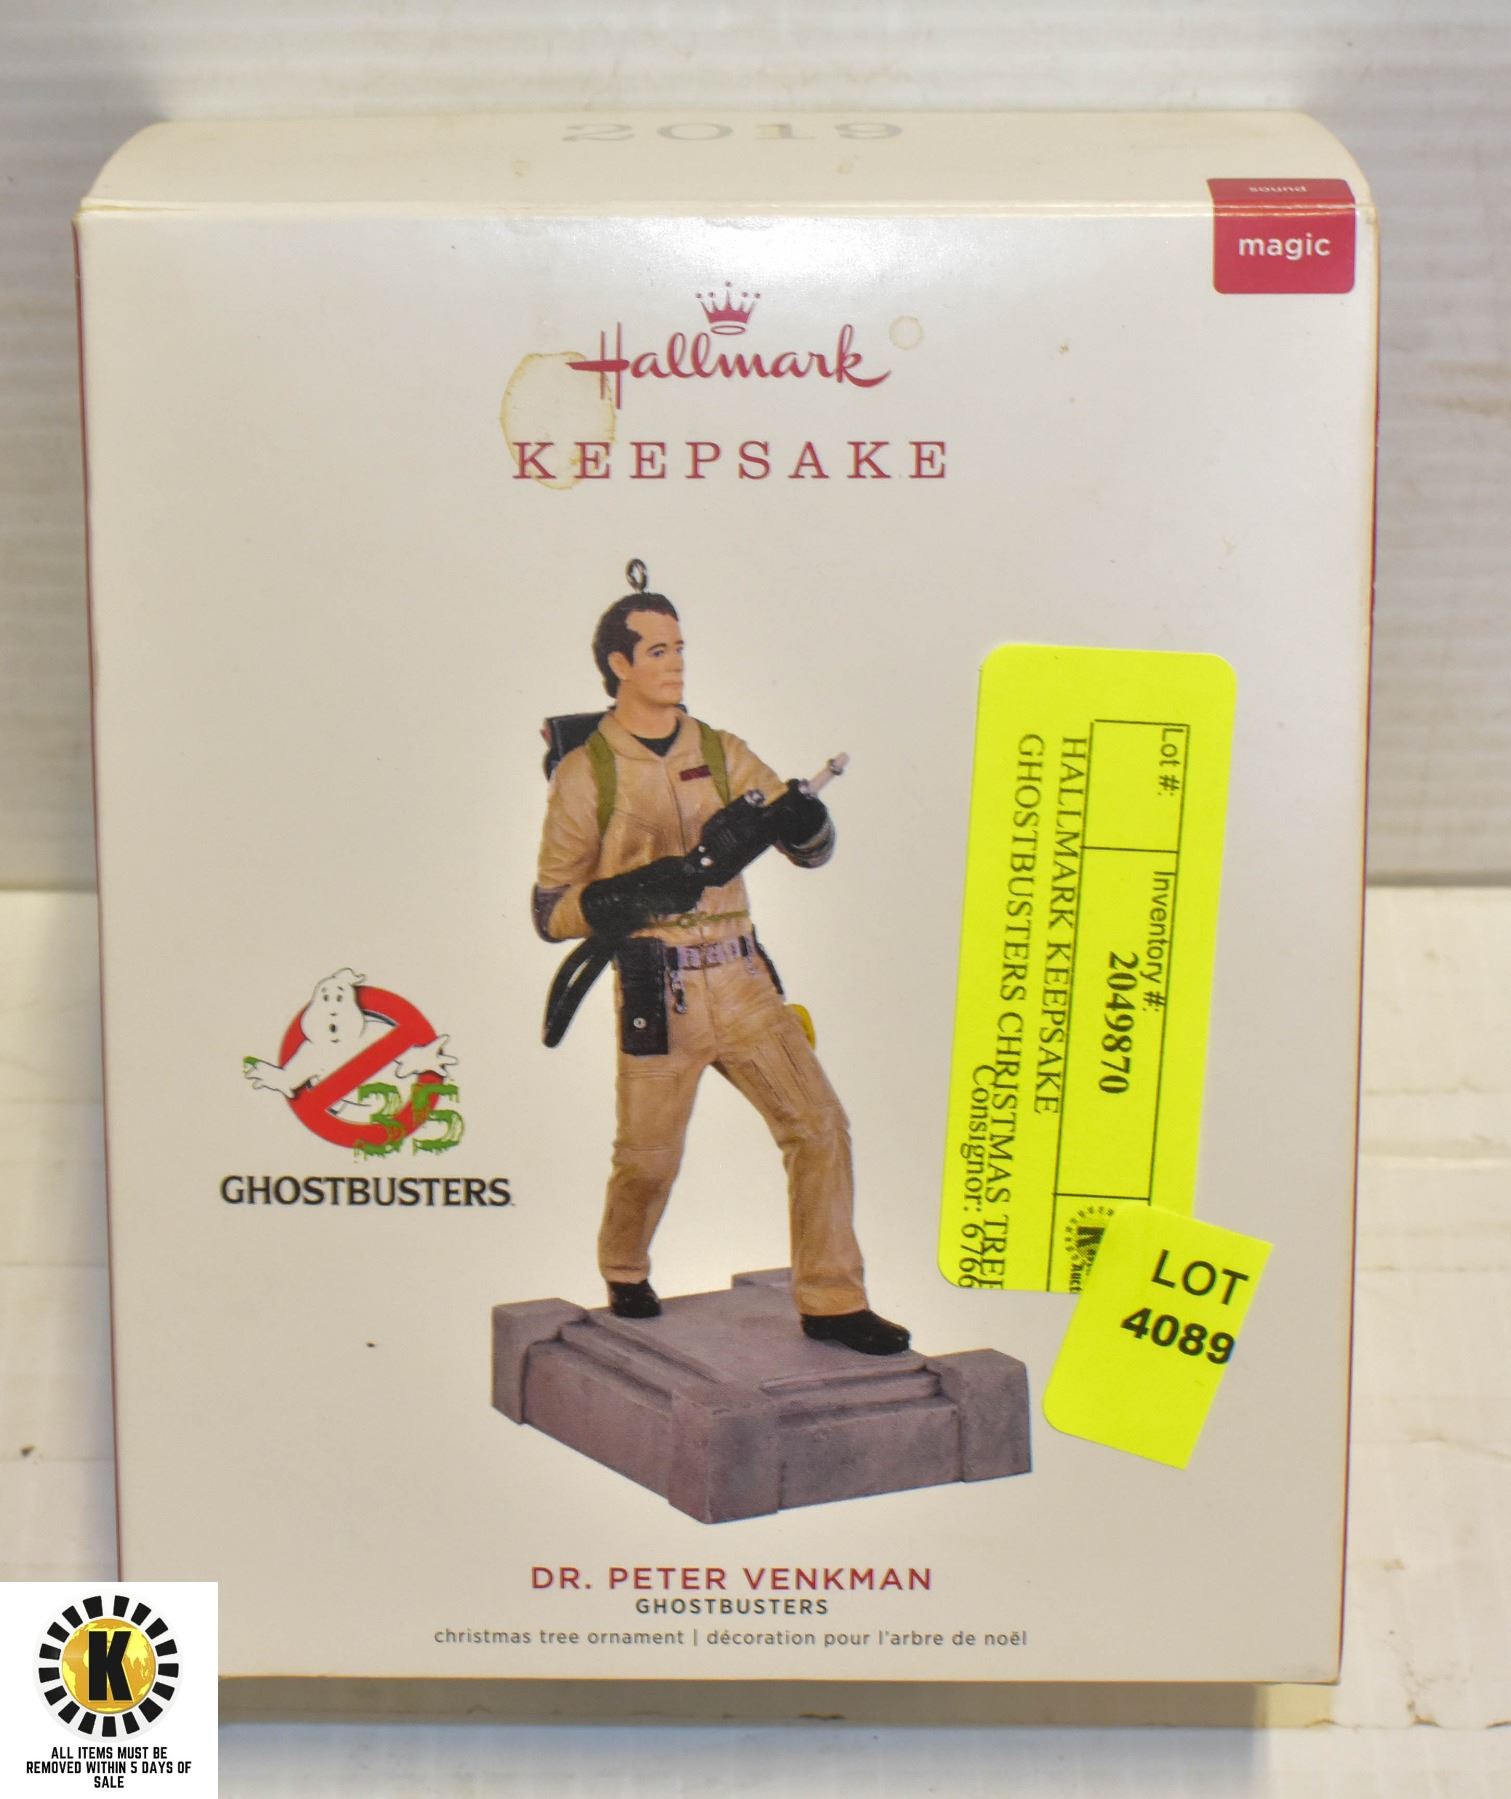 2019
sound
magic
Hallmark
KEEPSAKE
Lot #:
Inventory #:
2049870
HALLMARK KEEPSAKE
GHOSTBUSTERS CHRISTMAS TREE
Consignor: 6766
LOT
4089
35
GHOSTBUSTERS
DR. PETER VENKMAN
GHOSTBUSTERS
christmas tree ornament | décoration pour l'arbre de noël
K
ALL ITEMS MUST BE
REMOVED WITHIN 5 DAYS OF
SALE